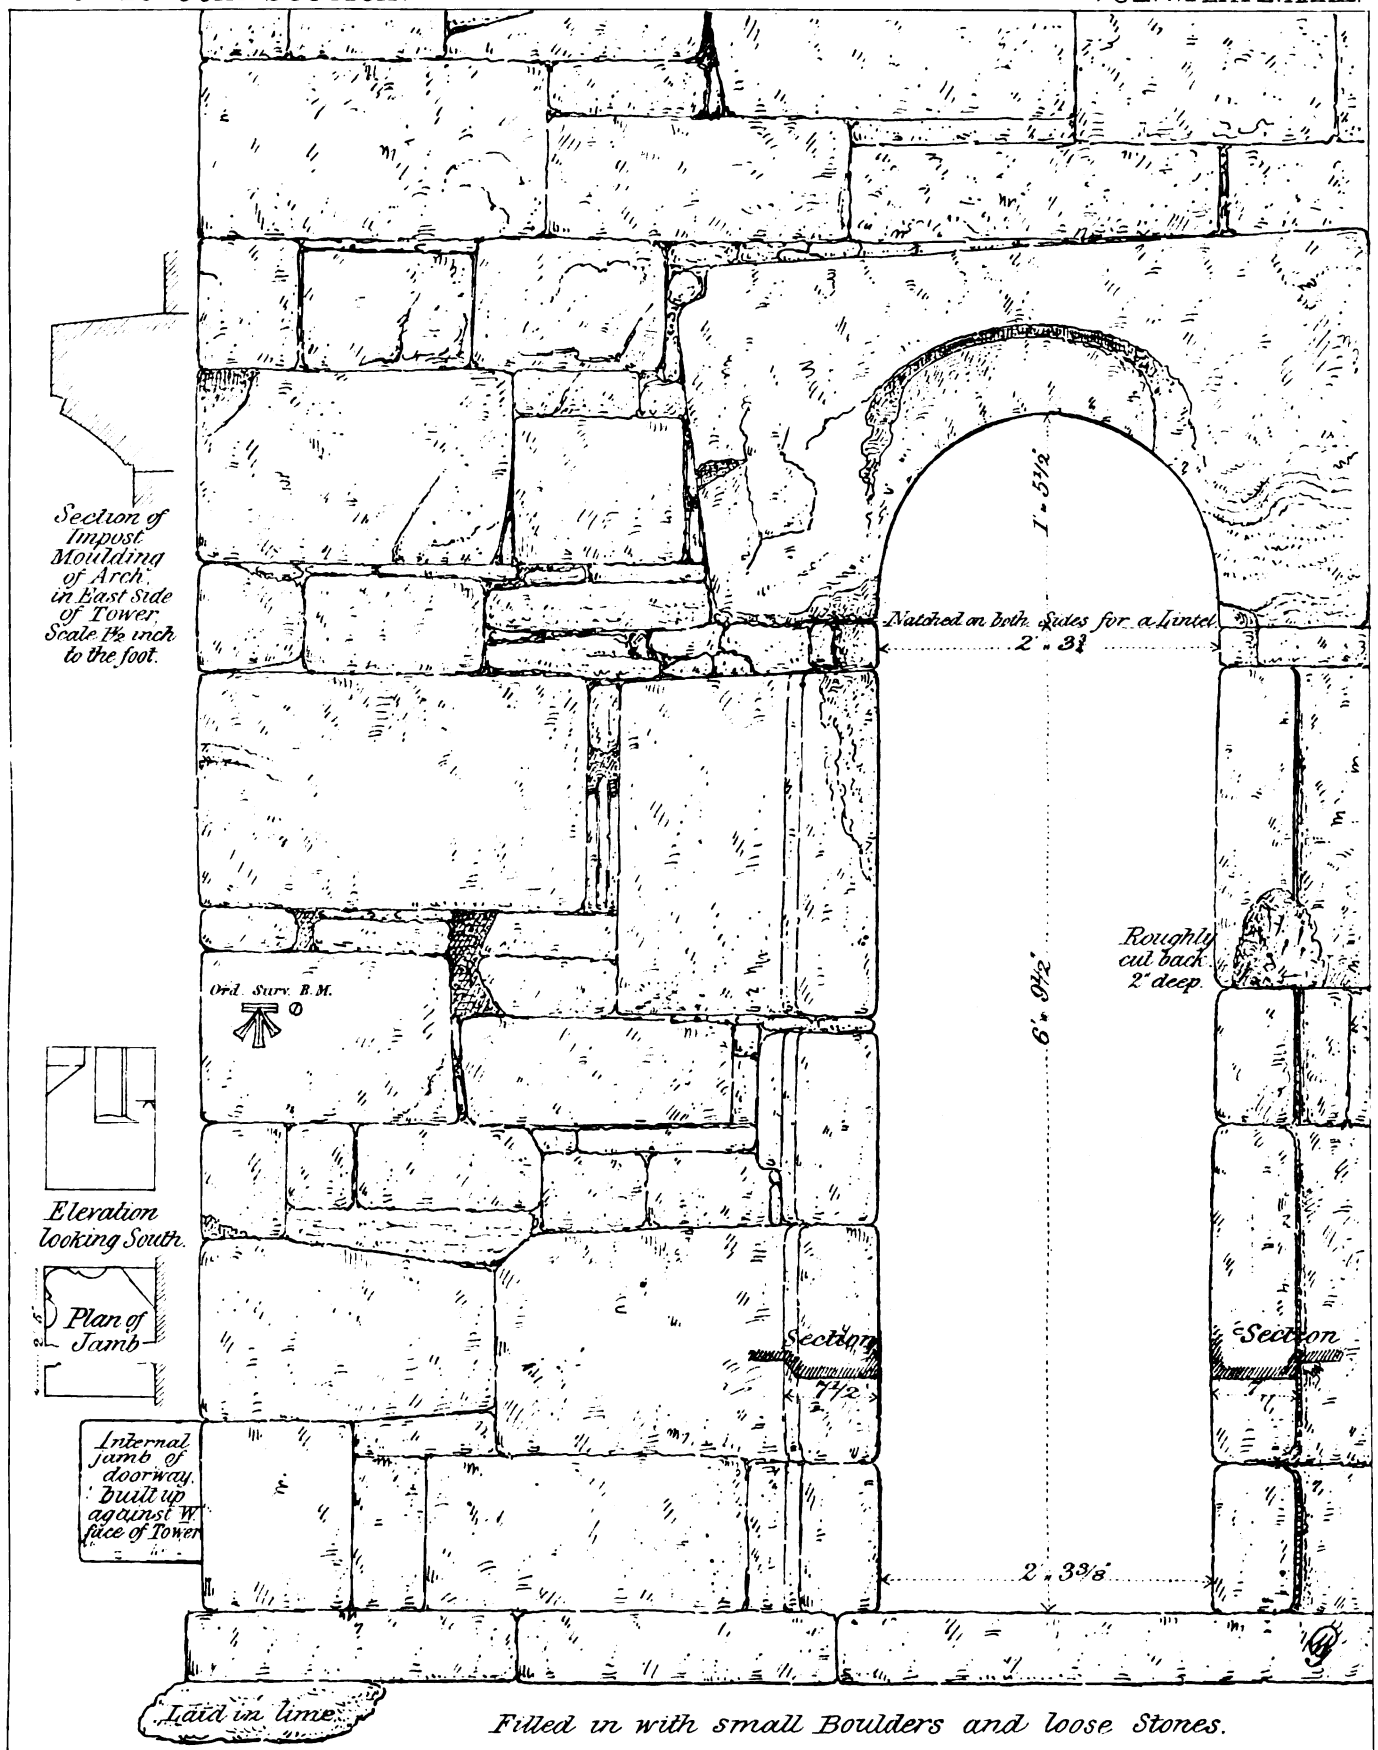 Section of
Impost
Moulding
of Arch
in East Side
of Tower
Scale 1½ inch
to the foot.
1' " 5½"
Natched on both Sides for a Lintel
2' " 3¾
Roughly
cut back
2" deep.
6' " 9½"
Ord. Surv. B.M.
Elevation
looking South.
Plan of
Jamb
Section
7½"
Section
7"
Internal
jamb of
doorway.
built up
against W
face of Tower
2' " 3⅜"
Laid in lime
Filled in with small Boulders and loose Stones.